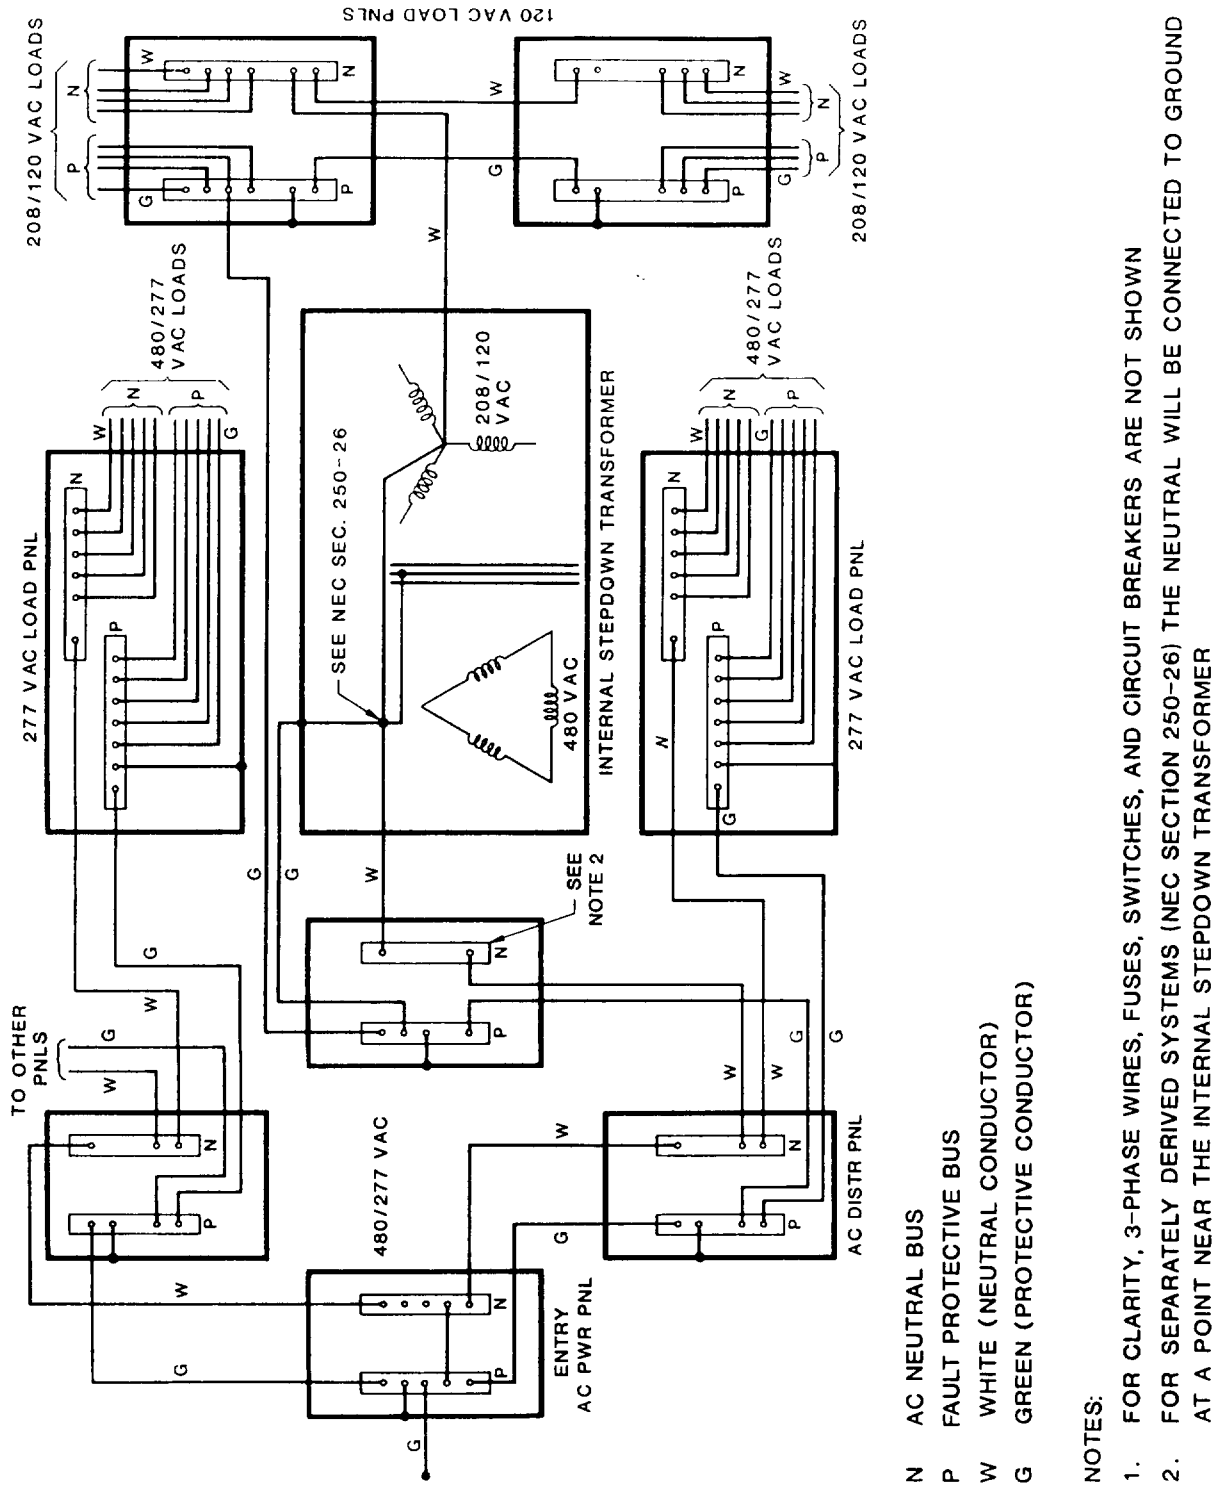 TO OTHER
PNLS
277 VAC LOAD PNL
480/277
VAC LOADS
208/120 VAC LOADS
120 VAC LOAD PNLS
W
G
W
G
N
P
N
P
W
N
P
G
W
G
P
N
W
N
P
G
W
G
480/277 VAC
ENTRY
AC PWR PNL
G
P
N
W
G
G
G
W
P
N
SEE
NOTE 2
SEE NEC SEC. 250-26
480 VAC
208/120
VAC
INTERNAL STEPDOWN TRANSFORMER
W
W
G
W
W
G
G
P
N
AC DISTR PNL
N
G
P
N
W
N
G
P
277 VAC LOAD PNL
480/277
VAC LOADS
P
N
G
P
N
W
208/120 VAC LOADS
N AC NEUTRAL BUS
P FAULT PROTECTIVE BUS
W WHITE (NEUTRAL CONDUCTOR)
G GREEN (PROTECTIVE CONDUCTOR)
NOTES:
1. FOR CLARITY, 3-PHASE WIRES, FUSES, SWITCHES, AND CIRCUIT BREAKERS ARE NOT SHOWN
2. FOR SEPARATELY DERIVED SYSTEMS (NEC SECTION 250-26) THE NEUTRAL WILL BE CONNECTED TO GROUND
AT A POINT NEAR THE INTERNAL STEPDOWN TRANSFORMER